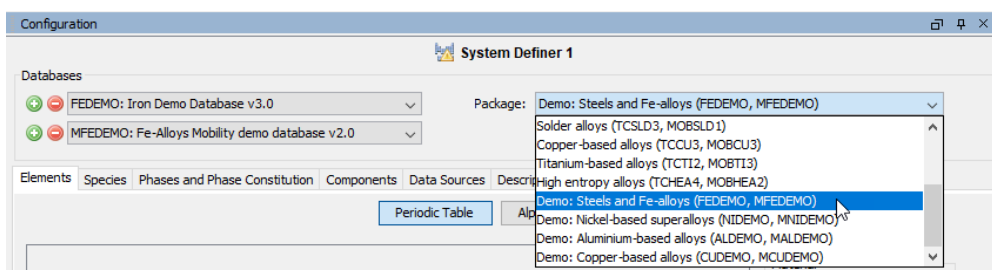 Configuration
System Definer 1
Databases
FEDEMO: Iron Demo Database v3.0
Package: Demo: Steels and Fe-alloys (FEDEMO, MFEDEMO)
MFEDEMO: Fe-Alloys Mobility demo database v2.0
Solder alloys (TCSLD3, MOBSLD1)
Copper-based alloys (TCCU3, MOBCU3)
Titanium-based alloys (TCTI2, MOBTI3)
Elements Species Phases and Phase Constitution Components Data Sources Descrip
High entropy alloys (TCHEA4, MOBHEA2)
Demo: Steels and Fe-alloys (FEDEMO, MFEDEMO)
Periodic Table Alp
Demo: Nickel-based superalloys (NIDEMO, MNIDEMO)
Demo: Aluminium-based alloys (ALDEMO, MALDEMO)
Demo: Copper-based alloys (CUDEMO, MCUDEMO)